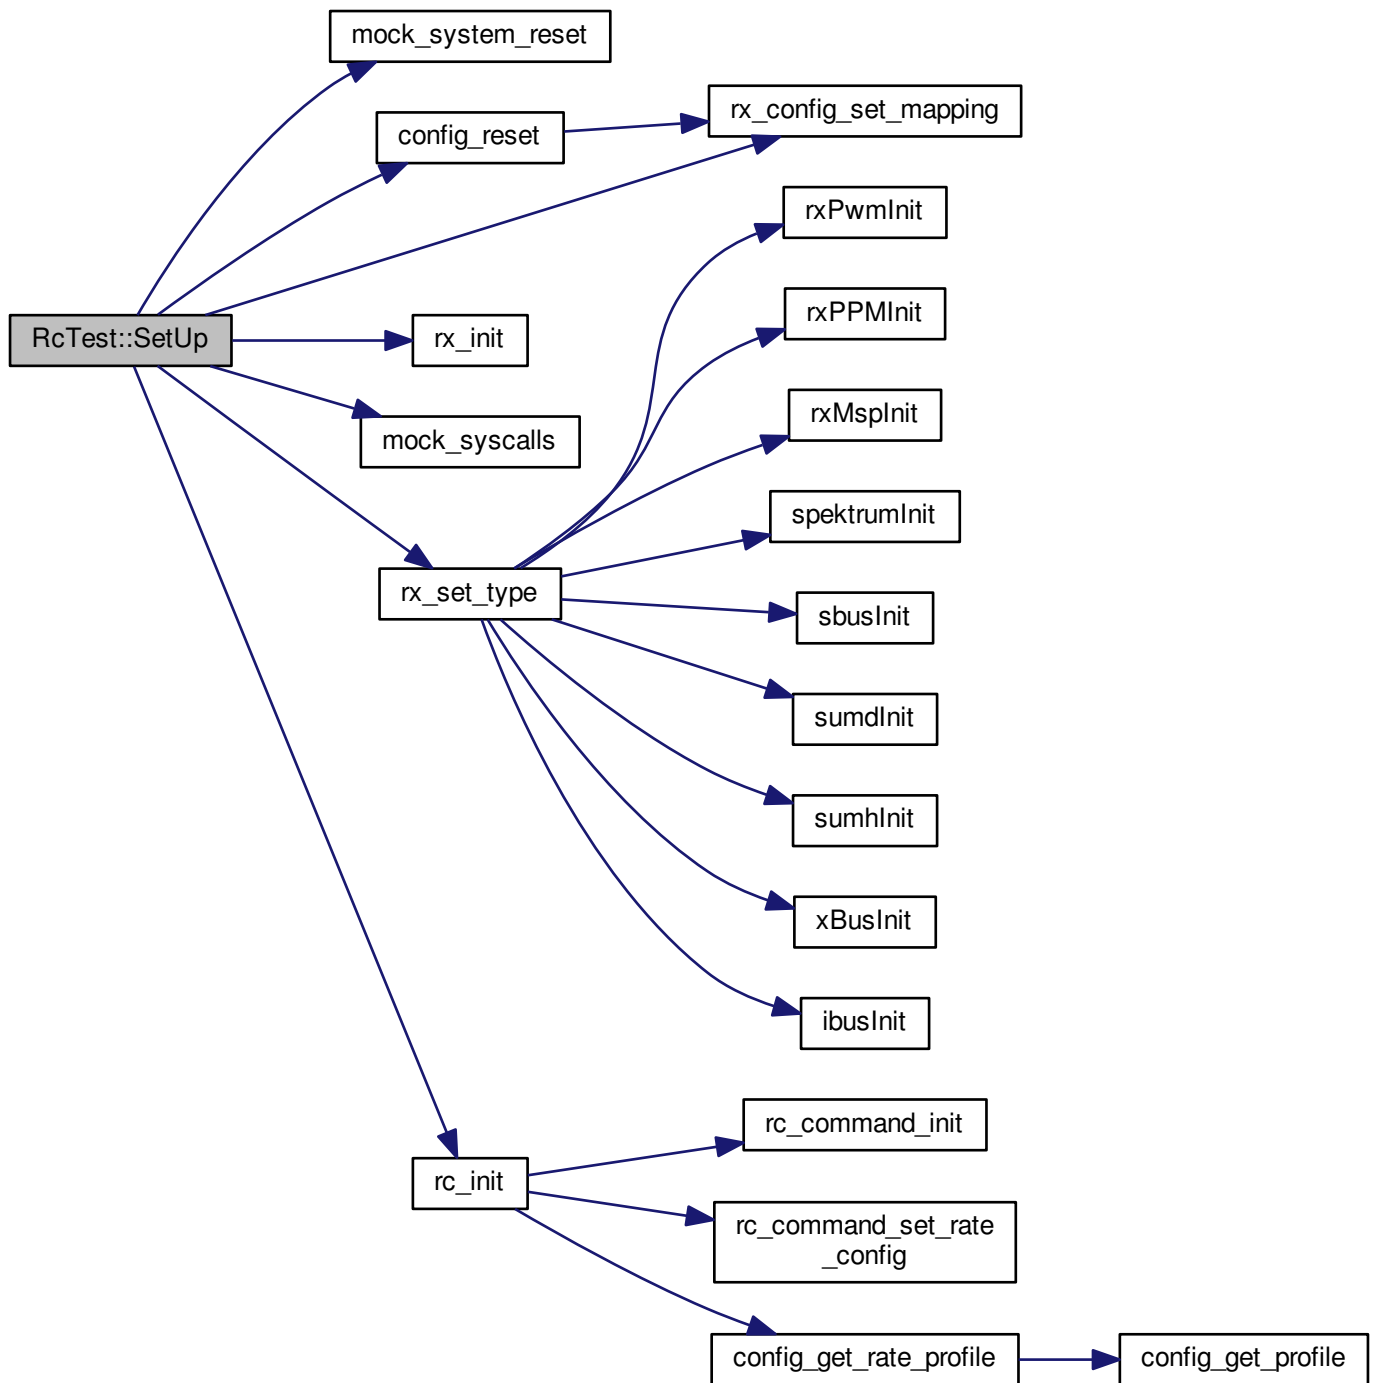 mock_system_reset
rx_config_set_mapping
config_reset
rxPwmInit
rxPPMInit
RcTest::SetUp
rx_init
rxMspInit
mock_syscalls
spektrumInit
rx_set_type
sbusInit
sumdInit
sumhInit
xBusInit
ibusInit
rc_command_init
rc_init
rc_command_set_rate
_config
config_get_rate_profile
config_get_profile